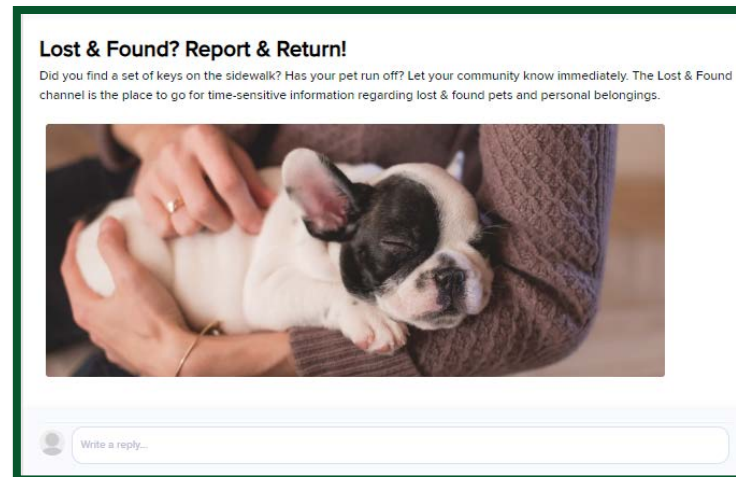 Lost & Found? Report & Return!
Did you find a set of keys on the sidewalk? Has your pet run off? Let your community know immediately. The Lost & Found
channel is the place to go for time-sensitive information regarding lost & found pets and personal belongings.
Write a reply...